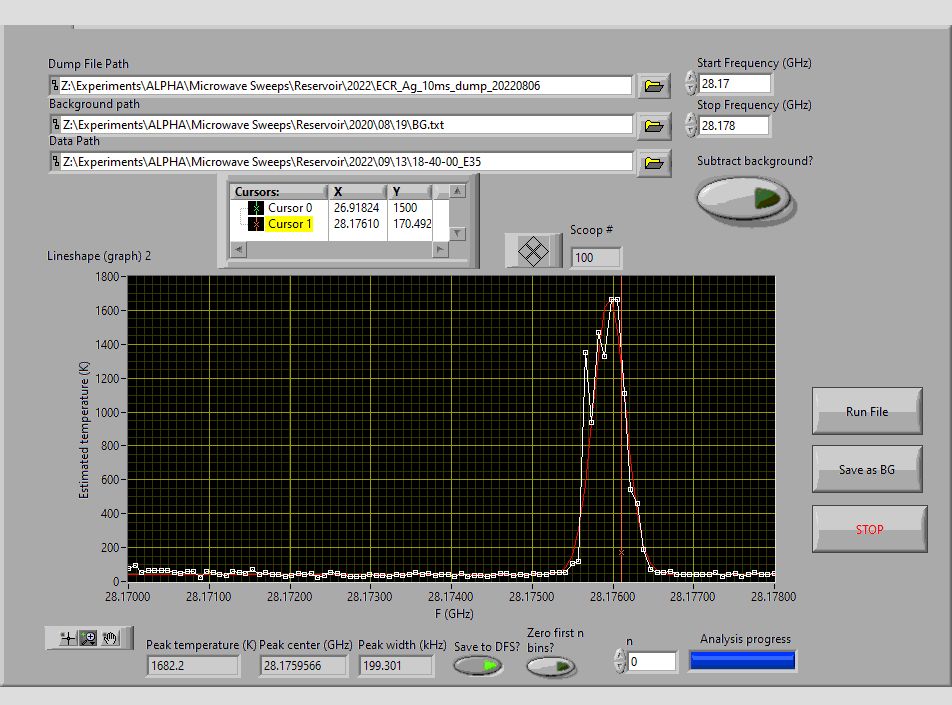 Dump File Path
Z:\Experiments\ALPHA\Microwave Sweeps\Reservoir\2022\ECR_Ag_10ms_dump_20220806
Start Frequency (GHz)
28.17
Background path
Z:\Experiments\ALPHA\Microwave Sweeps\Reservoir\2020\08\19\BG.txt
Stop Frequency (GHz)
28.178
Data Path
Z:\Experiments\ALPHA\Microwave Sweeps\Reservoir\2022\09\13\18-40-00_E35
Subtract background?
Cursors: X Y
Cursor 0 26.91824 1500
Cursor 1 28.17610 170.492
Scoop #
100
Lineshape (graph) 2
Estimated temperature (K)
1800
1600
1400
1200
1000
800
600
400
200
0
28.17000 28.17100 28.17200 28.17300 28.17400 28.17500 28.17600 28.17700 28.17800
F (GHz)
Run File
Save as BG
STOP
Peak temperature (K) Peak center (GHz) Peak width (kHz) Save to DFS? Zero first n bins? n Analysis progress
1682.2 28.1759566 199.301 0